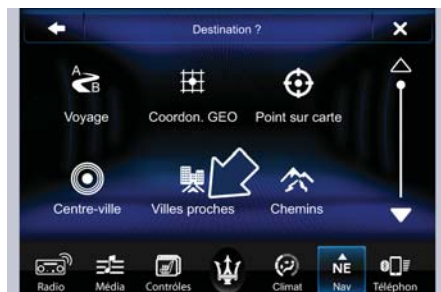 Destination ?
A
B
Voyage
Coordon. GEO
Point sur carte
Centre-ville
Villes proches
Chemins
NE
Radio
Média
Contrôles
Climat
Nav
Téléphon